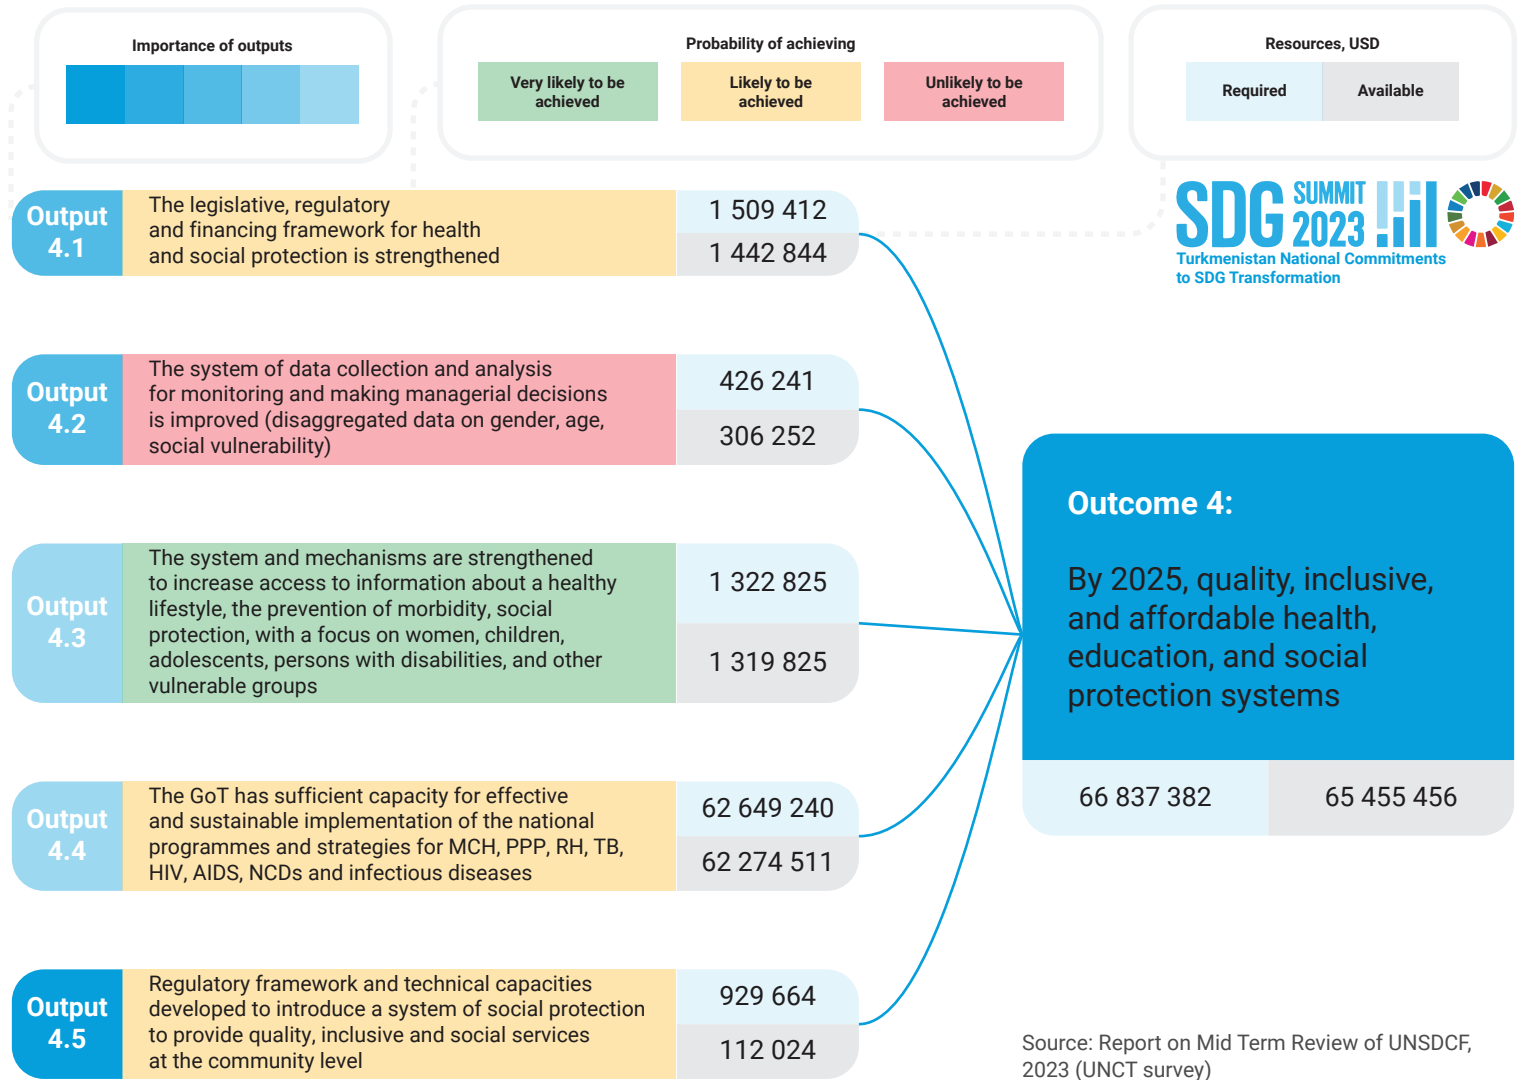 Importance of outputs
Probability of achieving
Very likely to be
achieved
Likely to be
achieved
Unlikely to be
achieved
Resources, USD
Required
Available
SDG SUMMIT
2023
Turkmenistan National Commitments
to SDG Transformation
Output
4.1
The legislative, regulatory
and financing framework for health
and social protection is strengthened
1 509 412
1 442 844
Output
4.2
The system of data collection and analysis
for monitoring and making managerial decisions
is improved (disaggregated data on gender, age,
social vulnerability)
426 241
306 252
Output
4.3
The system and mechanisms are strengthened
to increase access to information about a healthy
lifestyle, the prevention of morbidity, social
protection, with a focus on women, children,
adolescents, persons with disabilities, and other
vulnerable groups
1 322 825
1 319 825
Output
4.4
The GoT has sufficient capacity for effective
and sustainable implementation of the national
programmes and strategies for MCH, PPP, RH, TB,
HIV, AIDS, NCDs and infectious diseases
62 649 240
62 274 511
Output
4.5
Regulatory framework and technical capacities
developed to introduce a system of social protection
to provide quality, inclusive and social services
at the community level
929 664
112 024
Outcome 4:
By 2025, quality, inclusive,
and affordable health,
education, and social
protection systems
66 837 382
65 455 456
Source: Report on Mid Term Review of UNSDCF,
2023 (UNCT survey)